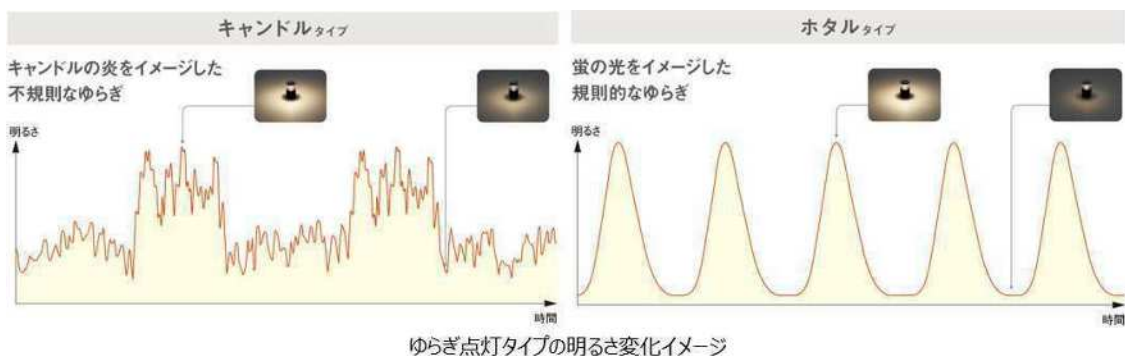 キャンドルタイプ
キャンドルの炎をイメージした
不規則なゆらぎ
明るさ
時間
ホタルタイプ
蛍の光をイメージした
規則的なゆらぎ
明るさ
時間
ゆらぎ点灯タイプの明るさ変化イメージ